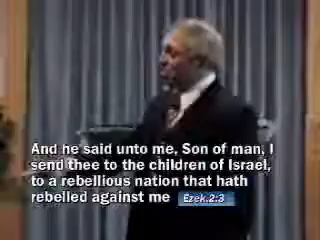 And he said unto me, Son of man, I
send thee to the children of Israel,
to a rebellious nation that hath
rebelled against me Ezek.2:3